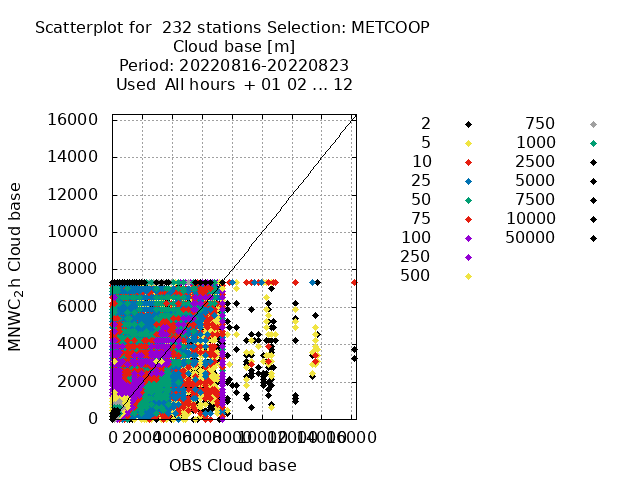 Scatterplot for  232 stations Selection: METCOOP
Cloud base [m]
Period: 20220816-20220823
Used  All hours  + 01 02 ... 12
16000
14000
12000
10000
8000
6000
4000
2000
0
MNWC_2h Cloud base
0 2000 4000 6000 8000 10000 12000 14000 16000
OBS Cloud base
2 750
5 1000
10 2500
25 5000
50 7500
75 10000
100 50000
250
500